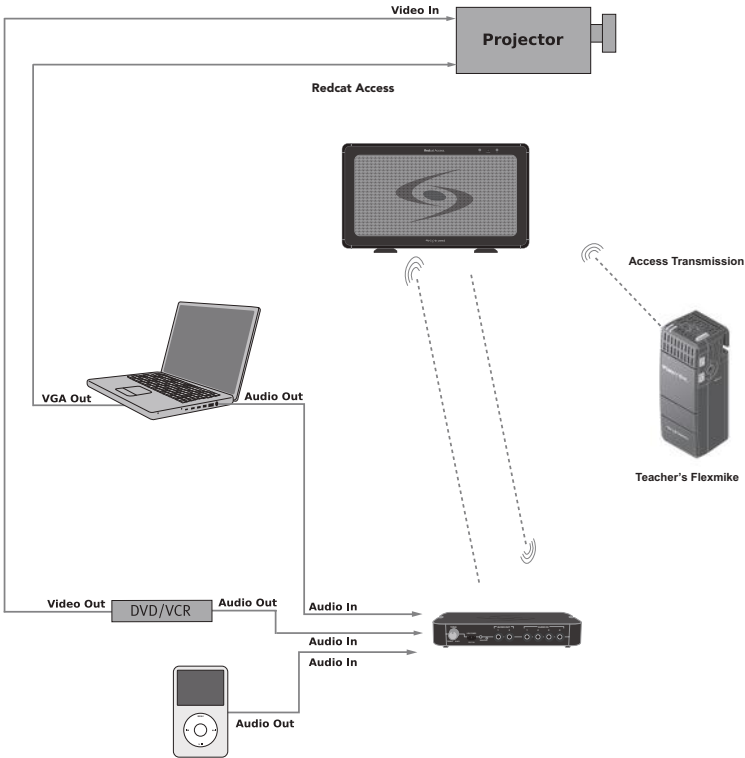 Video In
Projector
Redcat Access
Access Transmission
VGA Out
Audio Out
Teacher's Flexmike
Video Out
DVD/VCR
Audio Out
Audio In
Audio In
Audio In
Audio Out